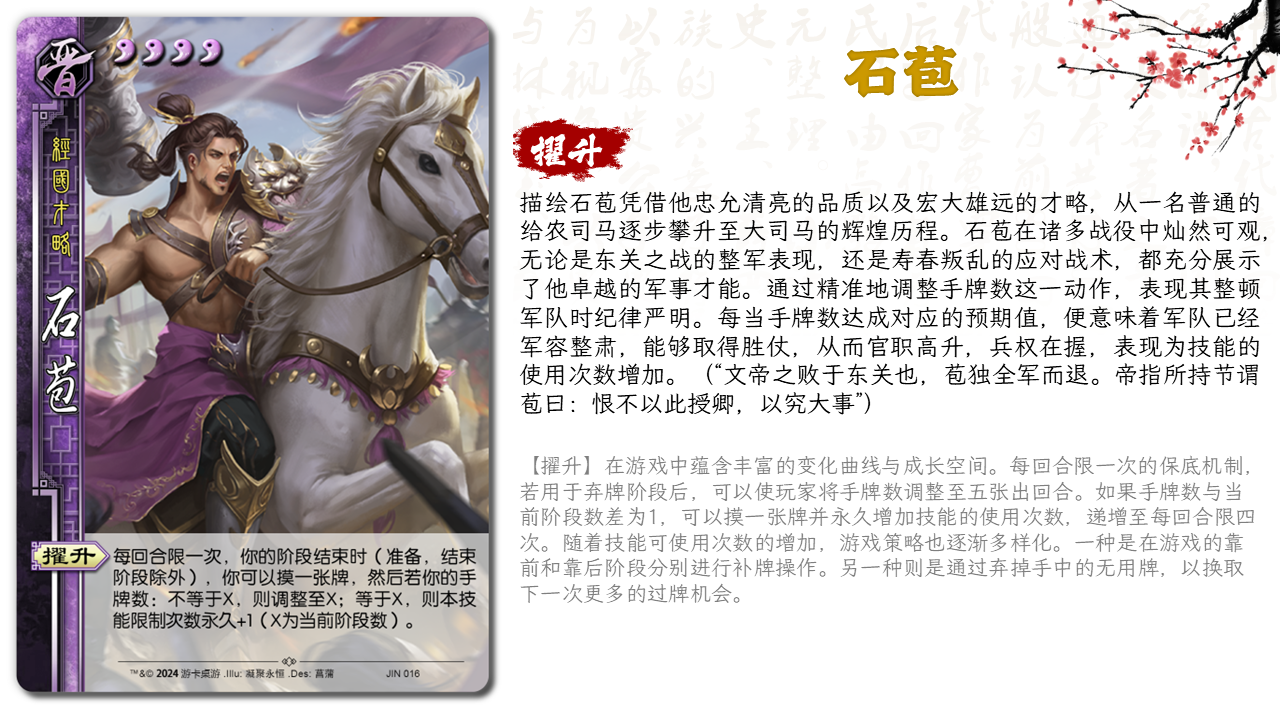 晋
經國才略
石苞
擢升
每回合限一次，你的阶段结束时（准备，结束
阶段除外），你可以摸一张牌，然后若你的手
牌数：不等于X，则调整至X；等于X，则本技
能限制次数永久+1（X为当前阶段数）。
™&© 2024 游卡桌游 .Illu: 凝聚永恒 .Des: 菖蒲
JIN 016
石苞
擢升
描绘石苞凭借他忠允清亮的品质以及宏大雄远的才略，从一名普通的
给农司马逐步攀升至大司马的辉煌历程。石苞在诸多战役中灿然可观，
无论是东关之战的整军表现，还是寿春叛乱的应对战术，都充分展示
了他卓越的军事才能。通过精准地调整手牌数这一动作，表现其整顿
军队时纪律严明。每当手牌数达成对应的预期值，便意味着军队已经
军容整肃，能够取得胜仗，从而官职高升，兵权在握，表现为技能的
使用次数增加。（“文帝之败于东关也，苞独全军而退。帝指所持节谓
苞曰：恨不以此授卿，以究大事”）
【擢升】在游戏中蕴含丰富的变化曲线与成长空间。每回合限一次的保底机制，
若用于弃牌阶段后，可以使玩家将手牌数调整至五张出回合。如果手牌数与当
前阶段数差为1，可以摸一张牌并永久增加技能的使用次数，递增至每回合限四
次。随着技能可使用次数的增加，游戏策略也逐渐多样化。一种是在游戏的靠
前和靠后阶段分别进行补牌操作。另一种则是通过弃掉手中的无用牌，以换取
下一次更多的过牌机会。